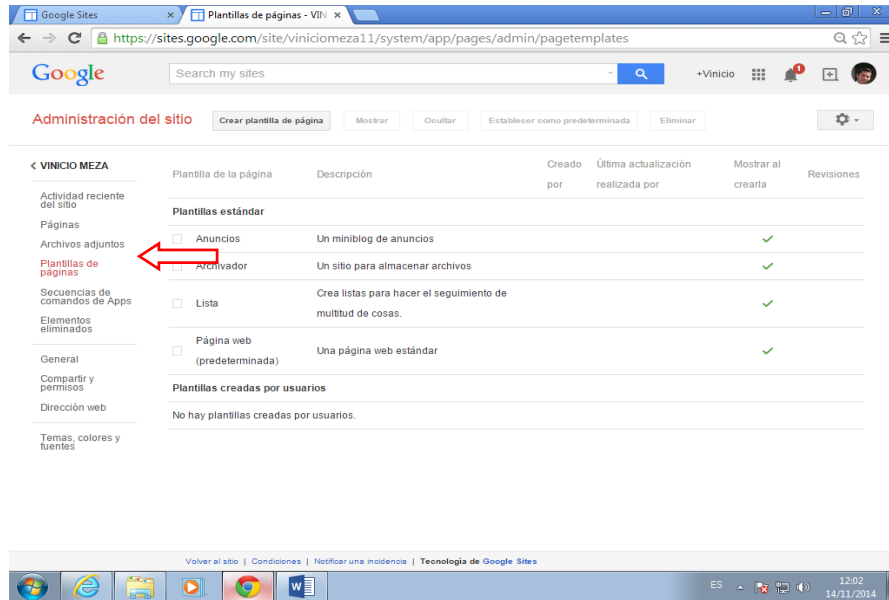 Google Sites
Plantillas de páginas - VIN
https://sites.google.com/site/viniciomeza11/system/app/pages/admin/pagetemplates
Google
Search my sites
+Vinicio
1
Administración del sitio
Crear plantilla de página
Mostrar
Ocultar
Establecer como predeterminada
Eliminar
VINICIO MEZA
Actividad reciente
del sitio
Páginas
Archivos adjuntos
Plantillas de
páginas
Secuencias de
comandos de Apps
Elementos
eliminados
General
Compartir y
permisos
Dirección web
Temas, colores y
fuentes
Plantilla de la página Descripción Creado por Última actualización realizada por Mostrar al crearla Revisiones
Plantillas estándar
Anuncios Un miniblog de anuncios
Archivador Un sitio para almacenar archivos
Lista Crea listas para hacer el seguimiento de
multitud de cosas.
Página web
(predeterminada) Una página web estándar
Plantillas creadas por usuarios
No hay plantillas creadas por usuarios.
Volver al sitio | Condiciones | Notificar una incidencia | Tecnología de Google Sites
W
ES
12:02
14/11/2014